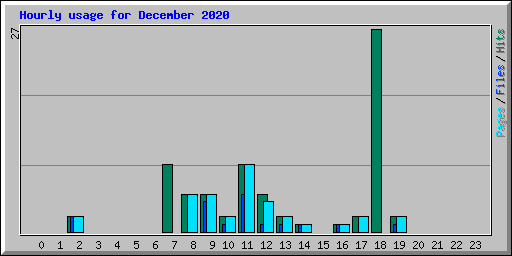 Hourly usage for December 2020
27
Pages/Files/Hits
0 1 2 3 4 5 6 7 8 9 10 11 12 13 14 15 16 17 18 19 20 21 22 23